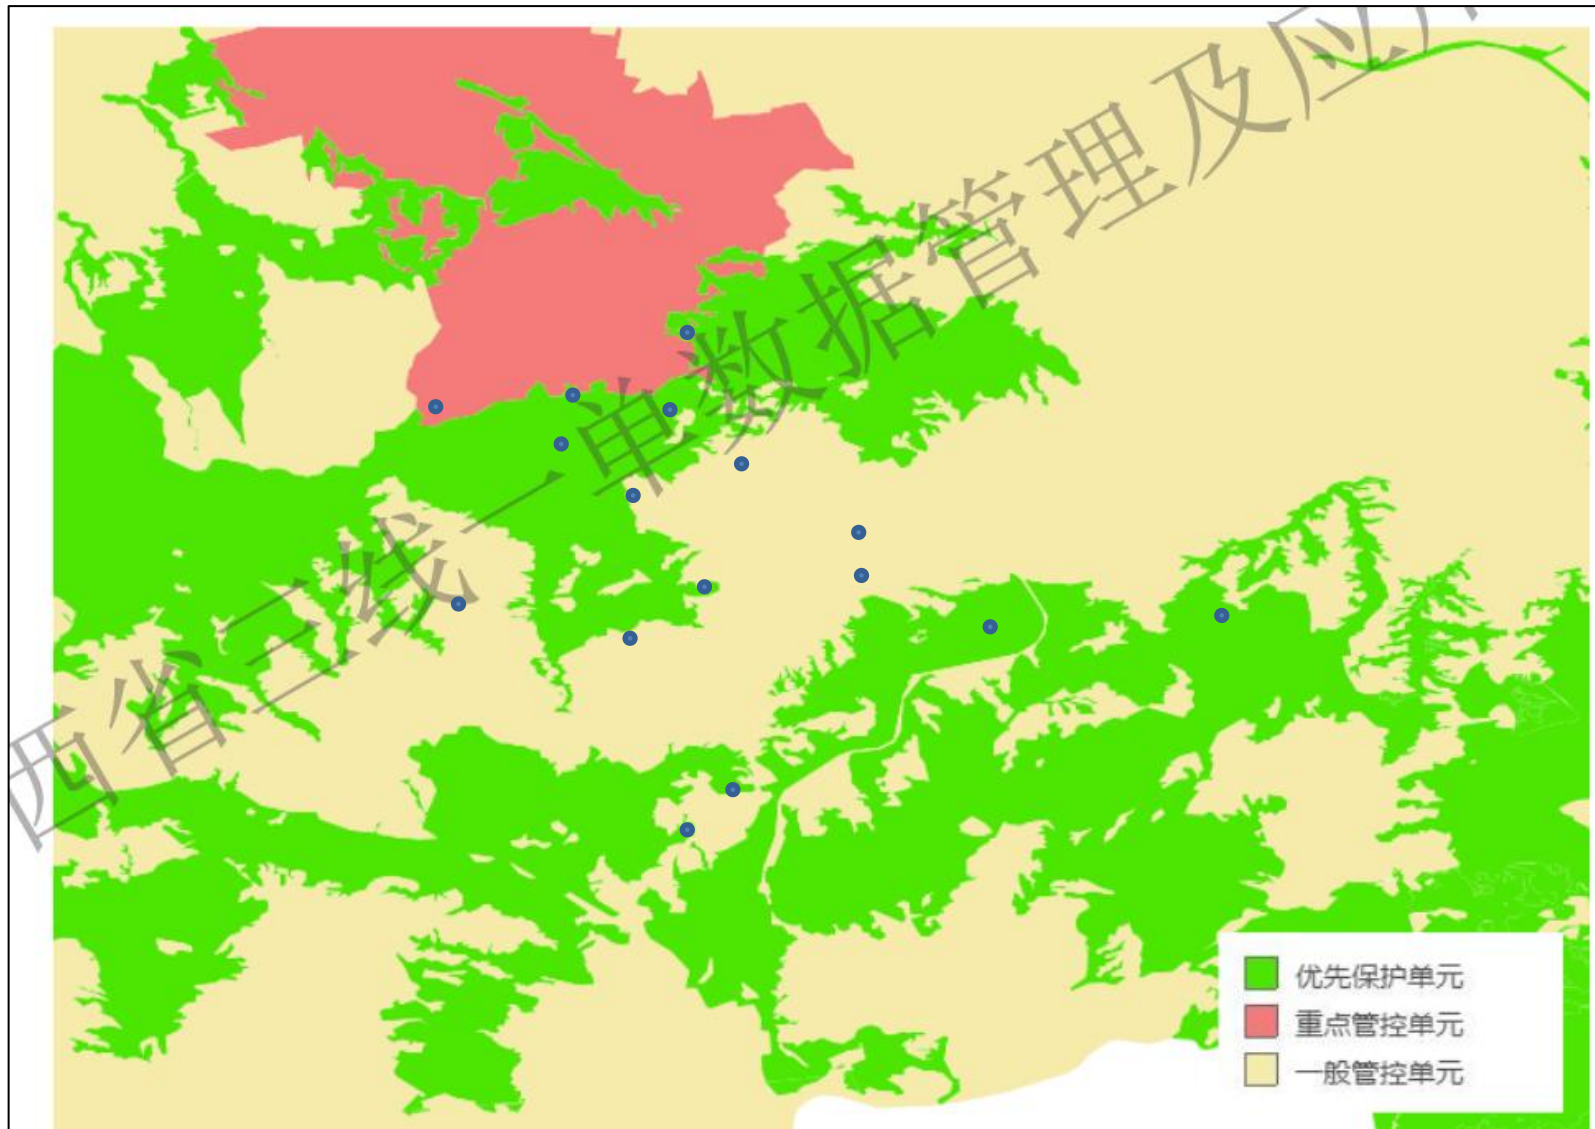 西省三线一单数据管理及应
优先保护单元
重点管控单元
一般管控单元